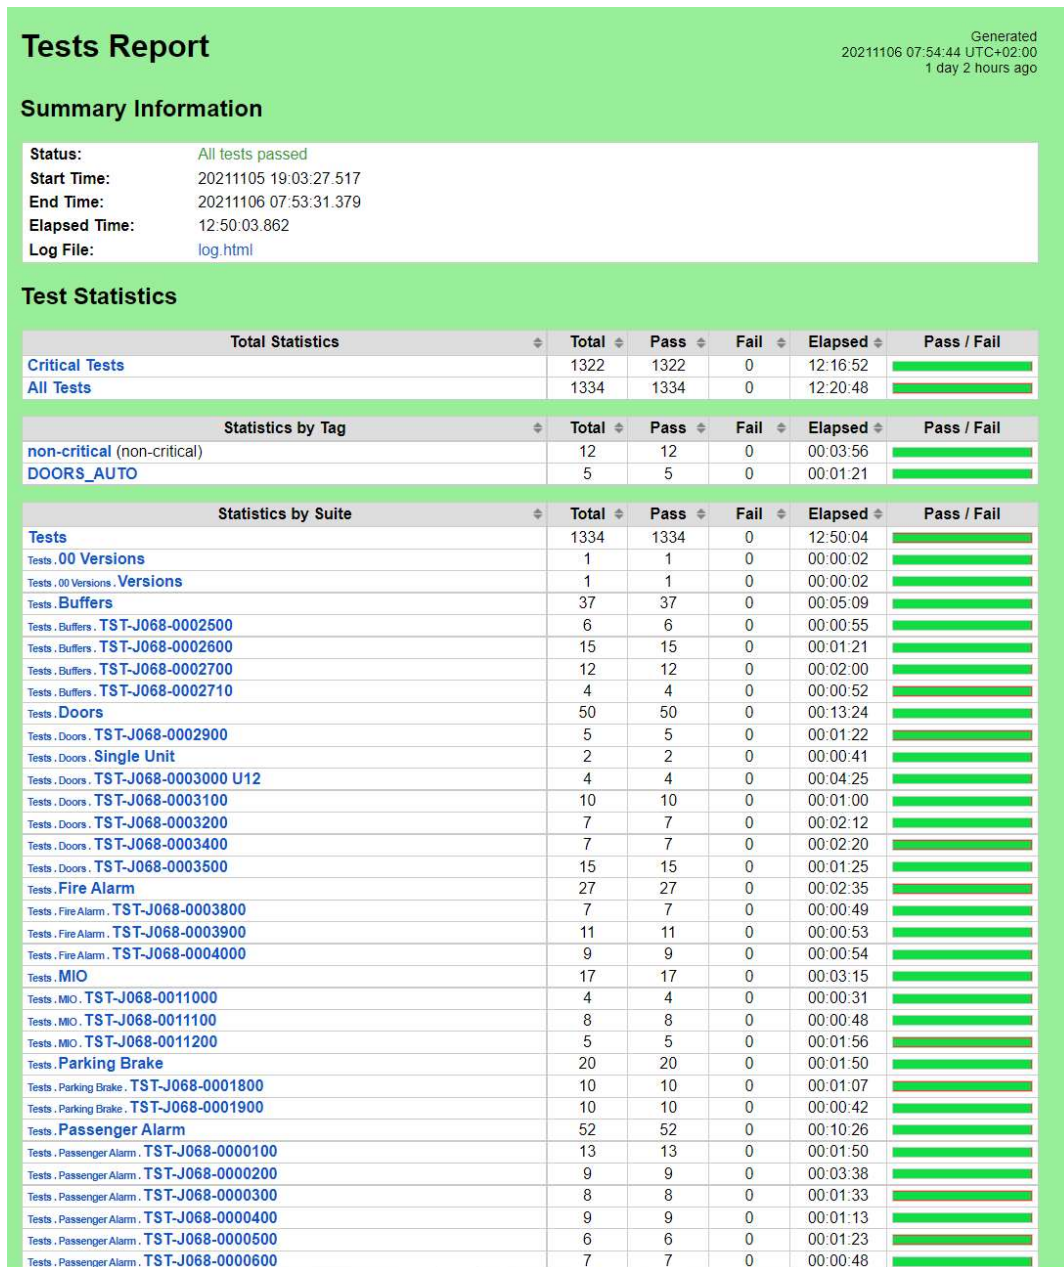 Tests Report
Generated
20211106 07:54:44 UTC+02:00
1 day 2 hours ago
Summary Information
Status: All tests passed
Start Time: 20211105 19:03:27.517
End Time: 20211106 07:53:31.379
Elapsed Time: 12:50:03.862
Log File: log.html
Test Statistics
Total Statistics Total Pass Fail Elapsed Pass / Fail
Critical Tests 1322 1322 0 12:16:52
All Tests 1334 1334 0 12:20:48
Statistics by Tag Total Pass Fail Elapsed Pass / Fail
non-critical (non-critical) 12 12 0 00:03:56
DOORS_AUTO 5 5 0 00:01:21
Statistics by Suite Total Pass Fail Elapsed Pass / Fail
Tests 1334 1334 0 12:50:04
Tests . 00 Versions 1 1 0 00:00:02
Tests . 00 Versions . Versions 1 1 0 00:00:02
Tests . Buffers 37 37 0 00:05:09
Tests . Buffers . TST-J068-0002500 6 6 0 00:00:55
Tests . Buffers . TST-J068-0002600 15 15 0 00:01:21
Tests . Buffers . TST-J068-0002700 12 12 0 00:02:00
Tests . Buffers . TST-J068-0002710 4 4 0 00:00:52
Tests . Doors 50 50 0 00:13:24
Tests . Doors . TST-J068-0002900 5 5 0 00:01:22
Tests . Doors . Single Unit 2 2 0 00:00:41
Tests . Doors . TST-J068-0003000 U12 4 4 0 00:04:25
Tests . Doors . TST-J068-0003100 10 10 0 00:01:00
Tests . Doors . TST-J068-0003200 7 7 0 00:02:12
Tests . Doors . TST-J068-0003400 7 7 0 00:02:20
Tests . Doors . TST-J068-0003500 15 15 0 00:01:25
Tests . Fire Alarm 27 27 0 00:02:35
Tests . Fire Alarm . TST-J068-0003800 7 7 0 00:00:49
Tests . Fire Alarm . TST-J068-0003900 11 11 0 00:00:53
Tests . Fire Alarm . TST-J068-0004000 9 9 0 00:00:54
Tests . MIO 17 17 0 00:03:15
Tests . MIO . TST-J068-0011000 4 4 0 00:00:31
Tests . MIO . TST-J068-0011100 8 8 0 00:00:48
Tests . MIO . TST-J068-0011200 5 5 0 00:01:56
Tests . Parking Brake 20 20 0 00:01:50
Tests . Parking Brake . TST-J068-0001800 10 10 0 00:01:07
Tests . Parking Brake . TST-J068-0001900 10 10 0 00:00:42
Tests . Passenger Alarm 52 52 0 00:10:26
Tests . Passenger Alarm . TST-J068-0000100 13 13 0 00:01:50
Tests . Passenger Alarm . TST-J068-0000200 9 9 0 00:03:38
Tests . Passenger Alarm . TST-J068-0000300 8 8 0 00:01:33
Tests . Passenger Alarm . TST-J068-0000400 9 9 0 00:01:13
Tests . Passenger Alarm . TST-J068-0000500 6 6 0 00:01:23
Tests . Passenger Alarm . TST-J068-0000600 7 7 0 00:00:48